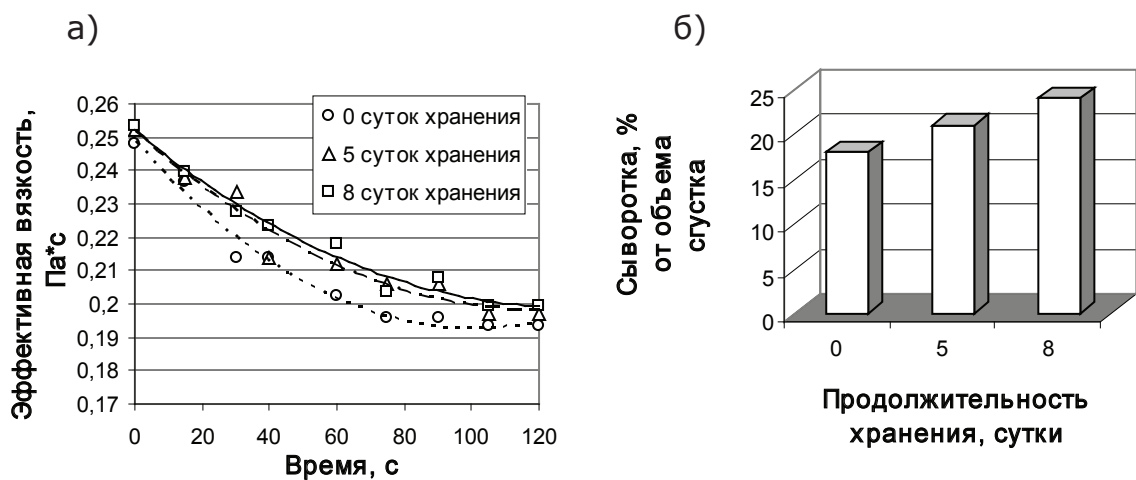 а)
Эффективная вязкость,
Па*с
0,26
0,25
0,24
0,23
0,22
0,21
0,2
0,19
0,18
0,17
0 суток хранения
5 суток хранения
8 суток хранения
0 20 40 60 80 100 120
Время, с
б)
Сыворотка, %
от объема
сгустка
25
20
15
10
5
0
0 5 8
Продолжительность
хранения, сутки